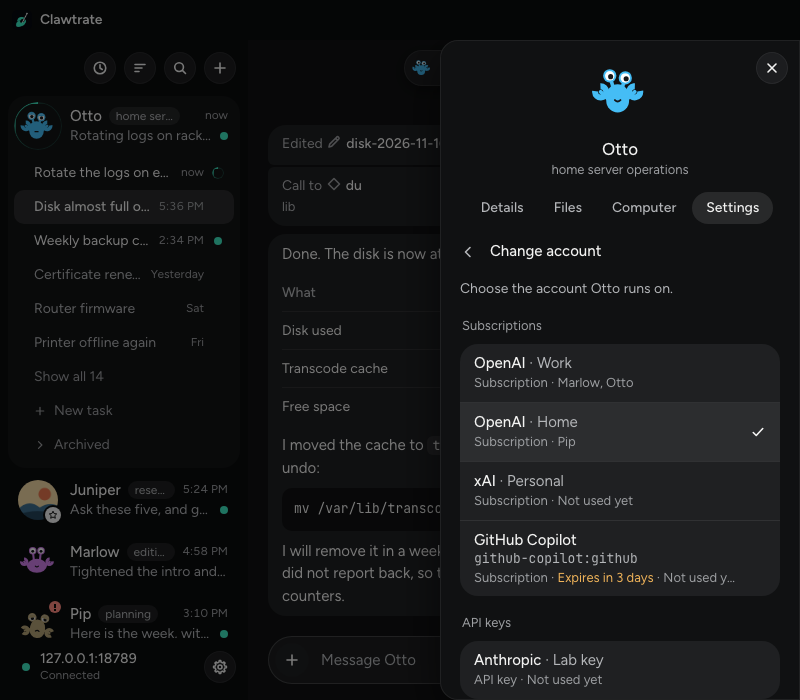 Clawtrate
Otto home ser... now
Rotating logs on rack...
Rotate the logs on e... now
Disk almost full o... 5:36 PM
Weekly backup c... 2:34 PM
Certificate rene... Yesterday
Router firmware Sat
Printer offline again Fri
Show all 14
+ New task
Archived
Juniper rese... 5:24 PM
Ask these five, and g...
Marlow editi... 4:58 PM
Tightened the intro and...
Pip planning 3:10 PM
Here is the week. wit...
127.0.0.1:18789
Connected
Edited disk-2026-11-1
Call to du
lib
Done. The disk is now at
What
Disk used
Transcode cache
Free space
I moved the cache to
undo:
mv /var/lib/transco
I will remove it in a week
did not report back, so t
counters.
Message Otto
Otto
home server operations
Details Files Computer Settings
Change account
Choose the account Otto runs on.
Subscriptions
OpenAI · Work
Subscription · Marlow, Otto
OpenAI · Home
Subscription · Pip
xAI · Personal
Subscription · Not used yet
GitHub Copilot
github-copilot:github
Subscription · Expires in 3 days · Not used y...
API keys
Anthropic · Lab key
API key · Not used yet